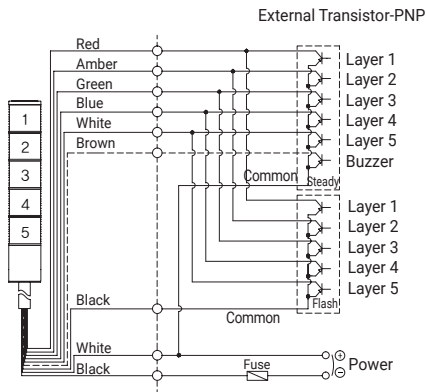 External Transistor-PNP
Red
Amber
Green
Blue
White
Brown
Layer 1
Layer 2
Layer 3
Layer 4
Layer 5
Buzzer
Common
Steady
1
2
3
4
5
Layer 1
Layer 2
Layer 3
Layer 4
Layer 5
Flash
Black
Common
White
Black
Fuse
+
−
Power